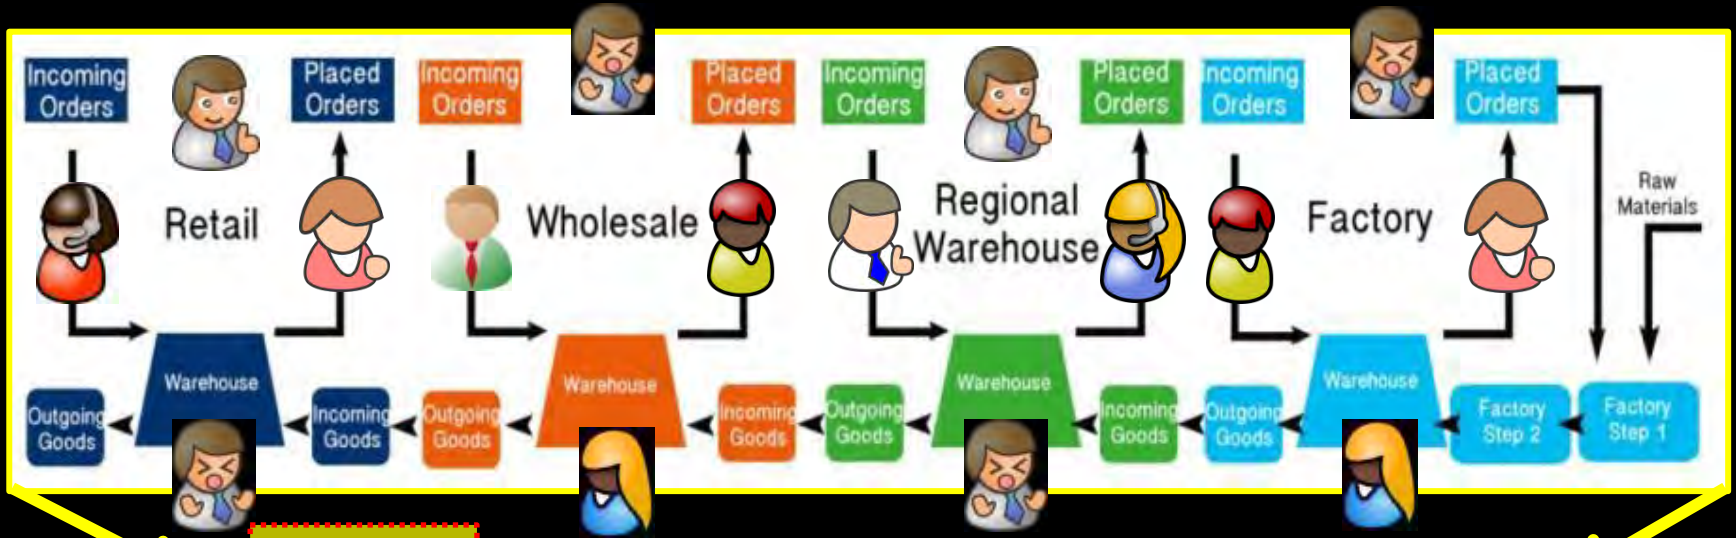 Incoming
Orders
Placed
Orders
Incoming
Orders
Placed
Orders
Incoming
Orders
Placed
Orders
Incoming
Orders
Placed
Orders
Retail
Wholesale
Regional
Warehouse
Factory
Raw
Materials
Outgoing
Goods
Warehouse
Incoming
Goods
Outgoing
Goods
Warehouse
Incoming
Goods
Outgoing
Goods
Warehouse
Incoming
Goods
Outgoing
Goods
Warehouse
Factory
Step 2
Factory
Step 1